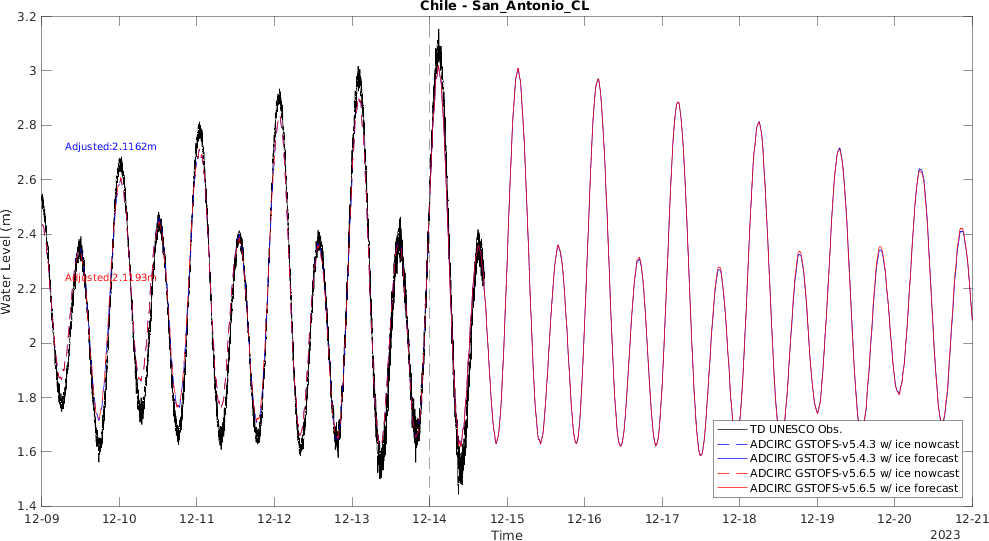 Chile - San_Antonio_CL
3.2
3
2.8
2.6
2.4
2.2
2
1.8
1.6
1.4
Water Level (m)
Adjusted:2.1162m
Adjusted:2.1193m
TD UNESCO Obs.
ADCIRC GSTOFS-v5.4.3 w/ ice nowcast
ADCIRC GSTOFS-v5.4.3 w/ ice forecast
ADCIRC GSTOFS-v5.6.5 w/ ice nowcast
ADCIRC GSTOFS-v5.6.5 w/ ice forecast
12-09 12-10 12-11 12-12 12-13 12-14 12-15 12-16 12-17 12-18 12-19 12-20 12-21
Time
2023